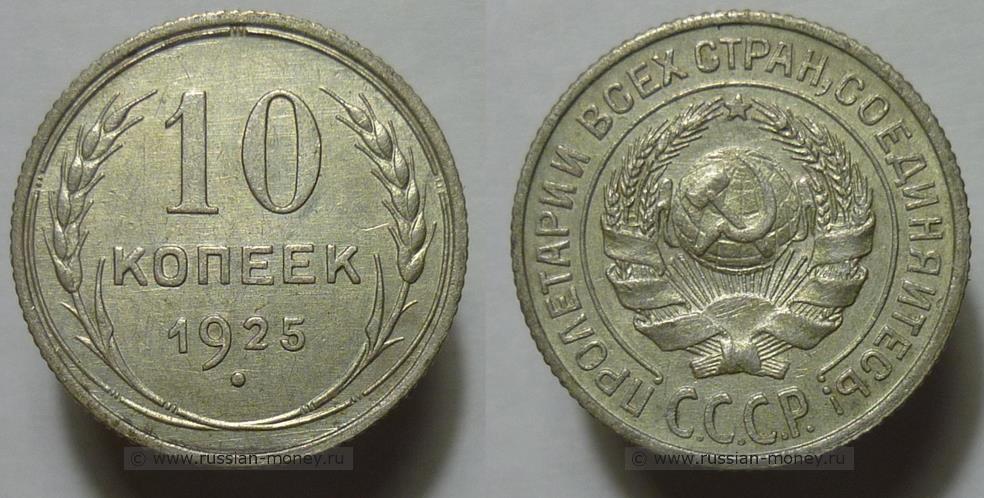 10
КОПЕЕК
1925
© www.russian-money.ru
ПРОЛЕТАРИИ ВСЕХ СТРАН, СОЕДИНЯЙТЕСЬ!
С.С.С.Р.
© www.russian-money.ru